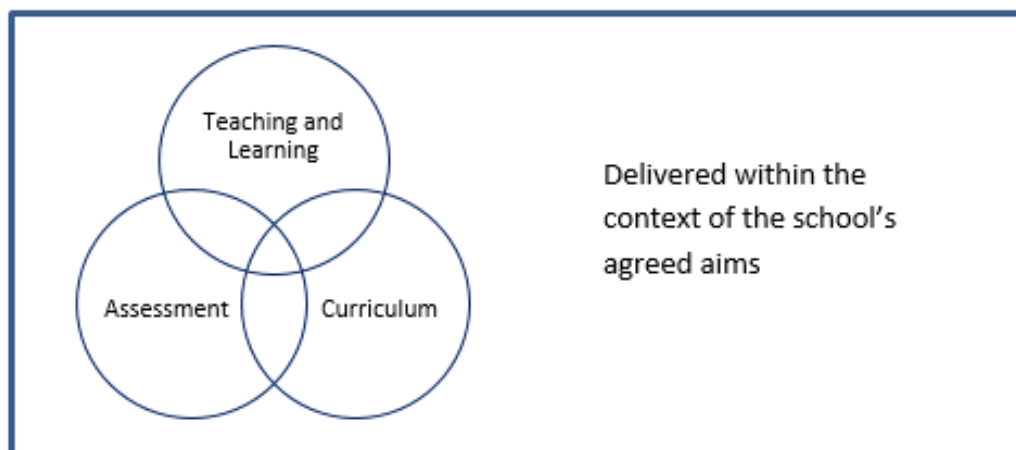 Teaching and
Learning
Assessment
Curriculum
Delivered within the
context of the school’s
agreed aims